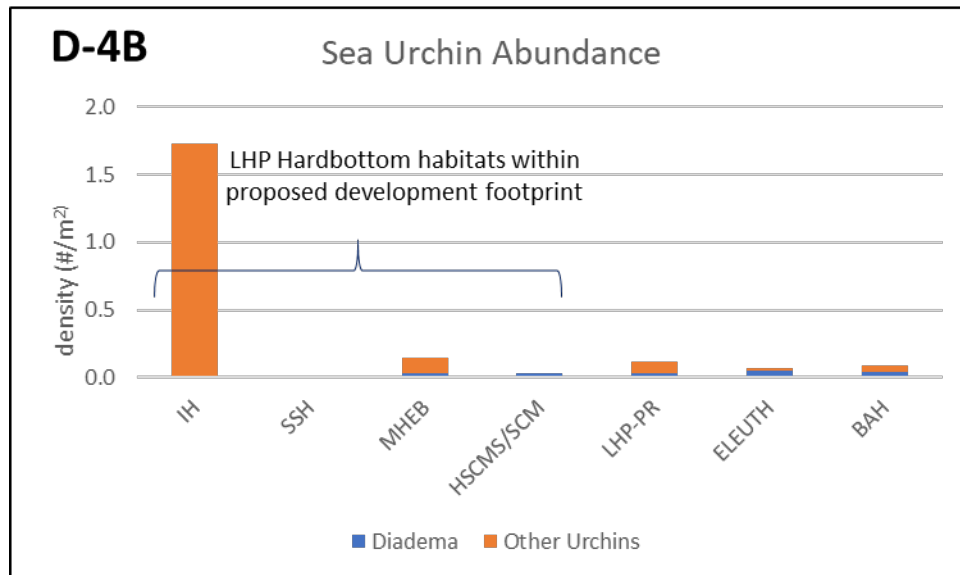 D-4B
Sea Urchin Abundance
2.0
1.5
1.0
0.5
0.0
density (#/m²)
LHP Hardbottom habitats within
proposed development footprint
IH
SSH
MHEB
HSCMS/SCM
LHP-PR
ELEUTH
BAH
Diadema
Other Urchins